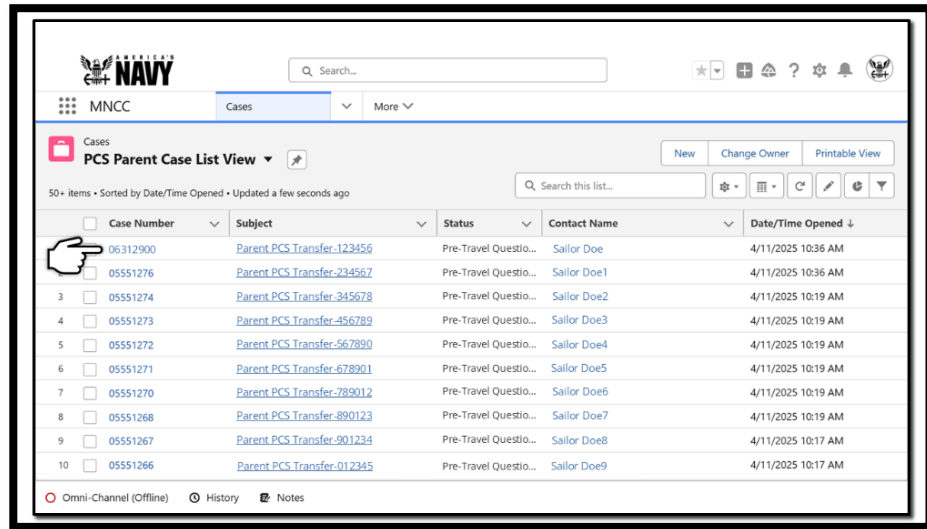 AMERICA'S
NAVY
Search...
MNCC
Cases
More
Cases
PCS Parent Case List View
New
Change Owner
Printable View
50+ items • Sorted by Date/Time Opened • Updated a few seconds ago
Search this list...
Case Number Subject Status Contact Name Date/Time Opened ↓
06312900 Parent PCS Transfer-123456 Pre-Travel Questio... Sailor Doe 4/11/2025 10:36 AM
05551276 Parent PCS Transfer-234567 Pre-Travel Questio... Sailor Doe1 4/11/2025 10:36 AM
3 05551274 Parent PCS Transfer-345678 Pre-Travel Questio... Sailor Doe2 4/11/2025 10:19 AM
4 05551273 Parent PCS Transfer-456789 Pre-Travel Questio... Sailor Doe3 4/11/2025 10:19 AM
5 05551272 Parent PCS Transfer-567890 Pre-Travel Questio... Sailor Doe4 4/11/2025 10:19 AM
6 05551271 Parent PCS Transfer-678901 Pre-Travel Questio... Sailor Doe5 4/11/2025 10:19 AM
7 05551270 Parent PCS Transfer-789012 Pre-Travel Questio... Sailor Doe6 4/11/2025 10:19 AM
8 05551268 Parent PCS Transfer-890123 Pre-Travel Questio... Sailor Doe7 4/11/2025 10:19 AM
9 05551267 Parent PCS Transfer-901234 Pre-Travel Questio... Sailor Doe8 4/11/2025 10:17 AM
10 05551266 Parent PCS Transfer-012345 Pre-Travel Questio... Sailor Doe9 4/11/2025 10:17 AM
Omni-Channel (Offline) History Notes